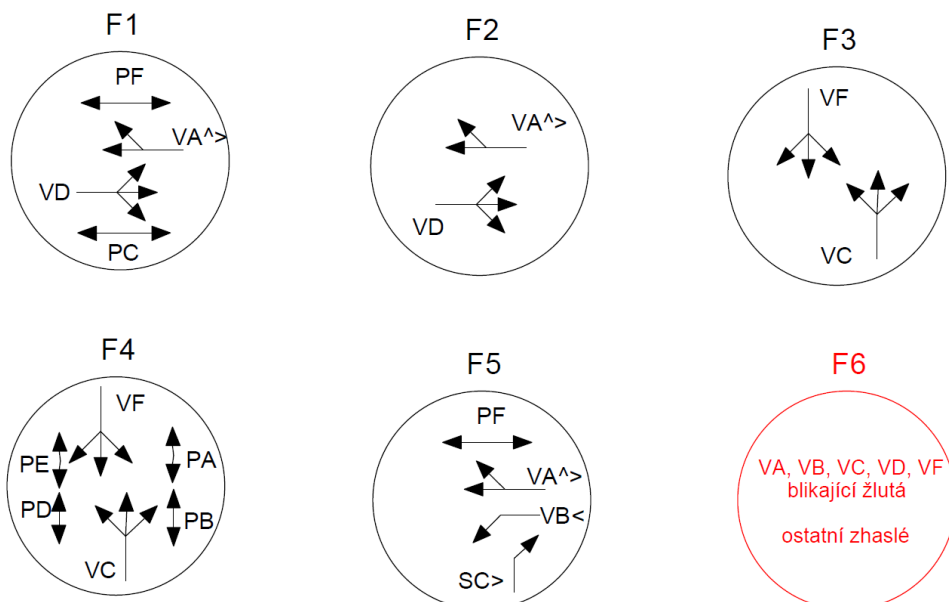 F1
PF
VA^>
VD
PC
F2
VA^>
VD
F3
VF
VC
F4
VF
PE
PA
PD
PB
VC
F5
PF
VA^>
VB<
SC>
F6
VA, VB, VC, VD, VF
blikající žlutá
ostatní zhaslé